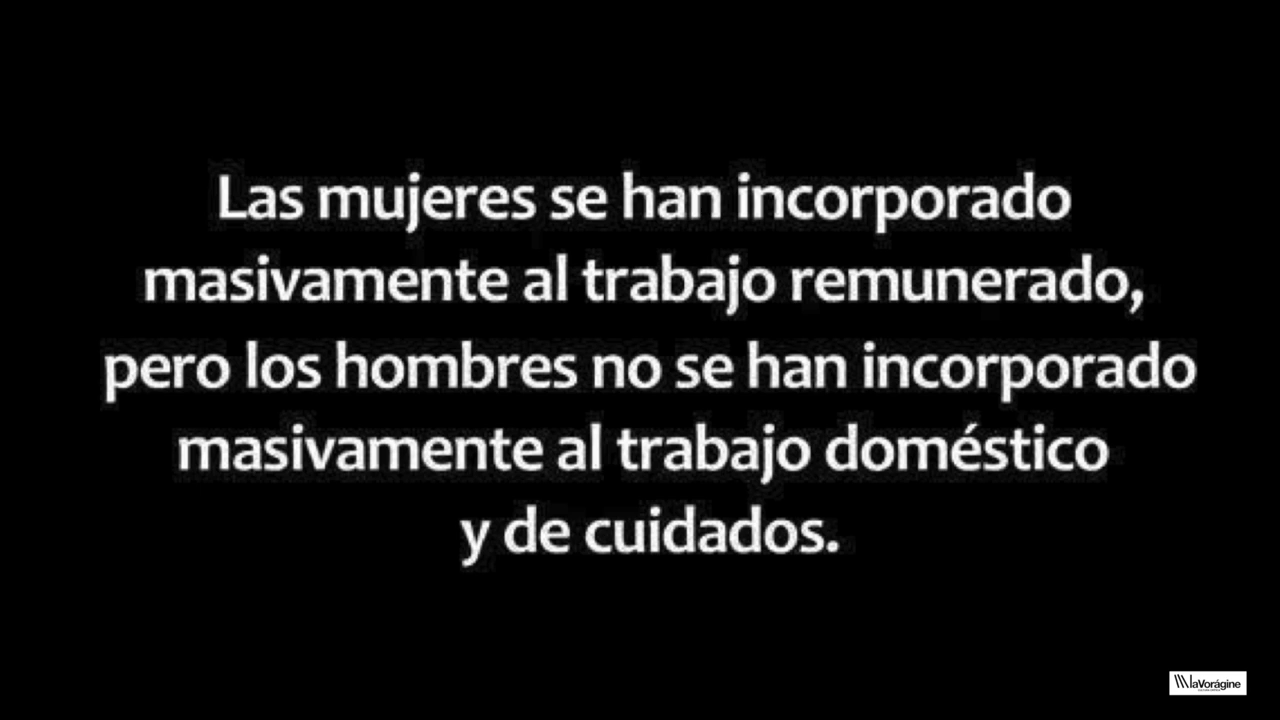 Las mujeres se han incorporado
masivamente al trabajo remunerado,
pero los hombres no se han incorporado
masivamente al trabajo doméstico
y de cuidados.
laVorágine